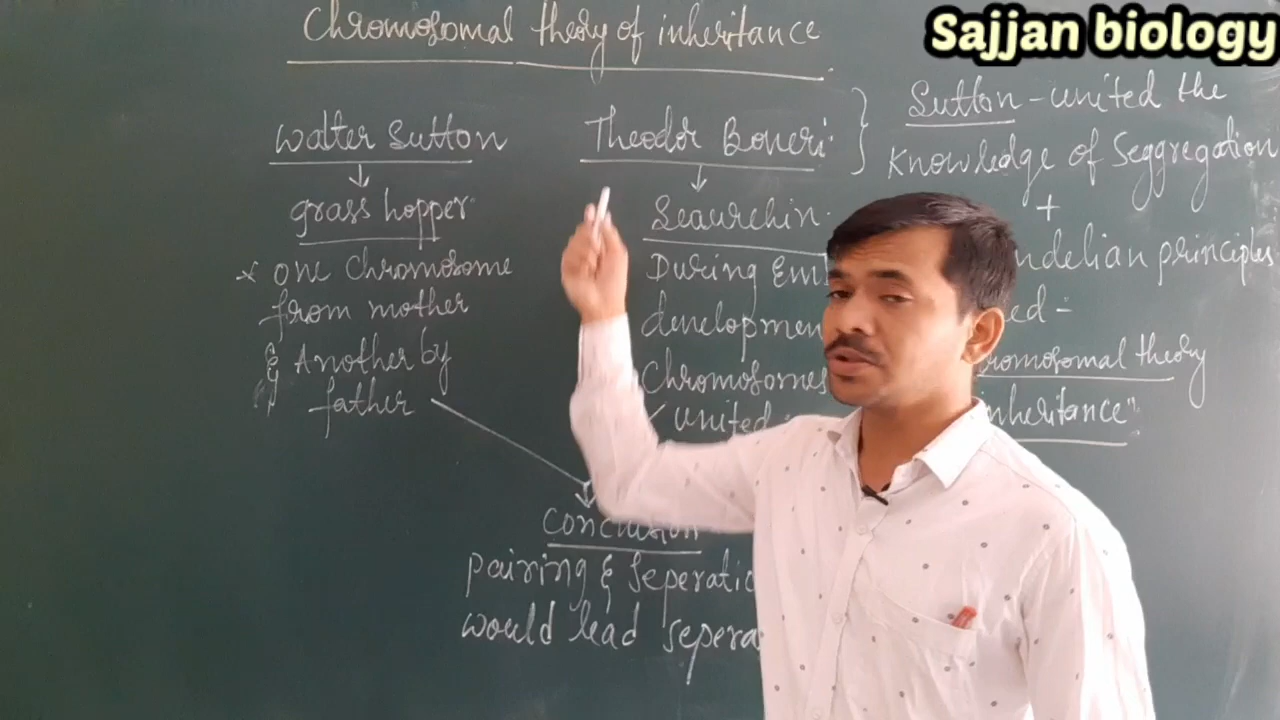 Sajjan biology
Chromosomal theory of inheritance
Walter Sutton
grass hopper
x one chromosome
from mother
& Another by
father
Theodor Boveri
Seaurchin
During Em
development
Chromosomes
✓ united
Sutton - united the
Knowledge of Seggregation
+
ndelian principles
ed -
romosomal theory
inheritance"
Conclusion
pairing & Seperatio
would lead sepera